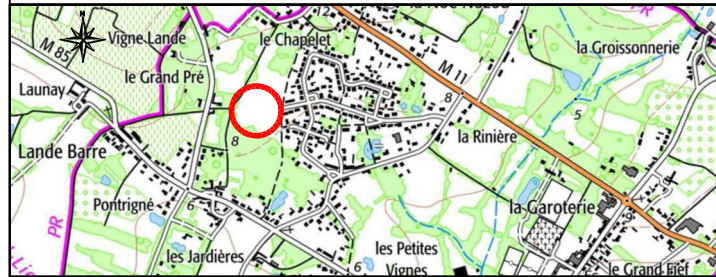 Vigne Lande
le Chapelet
M 11
la Groissonnerie
PR
M 85
le Grand Pré
Launay
8
5
la Rinière
Lande Barre
8
PR
Pontrigné
6
la Garoterie
9
les Jardières
6
les Petites
Vignes
le Grand Fief